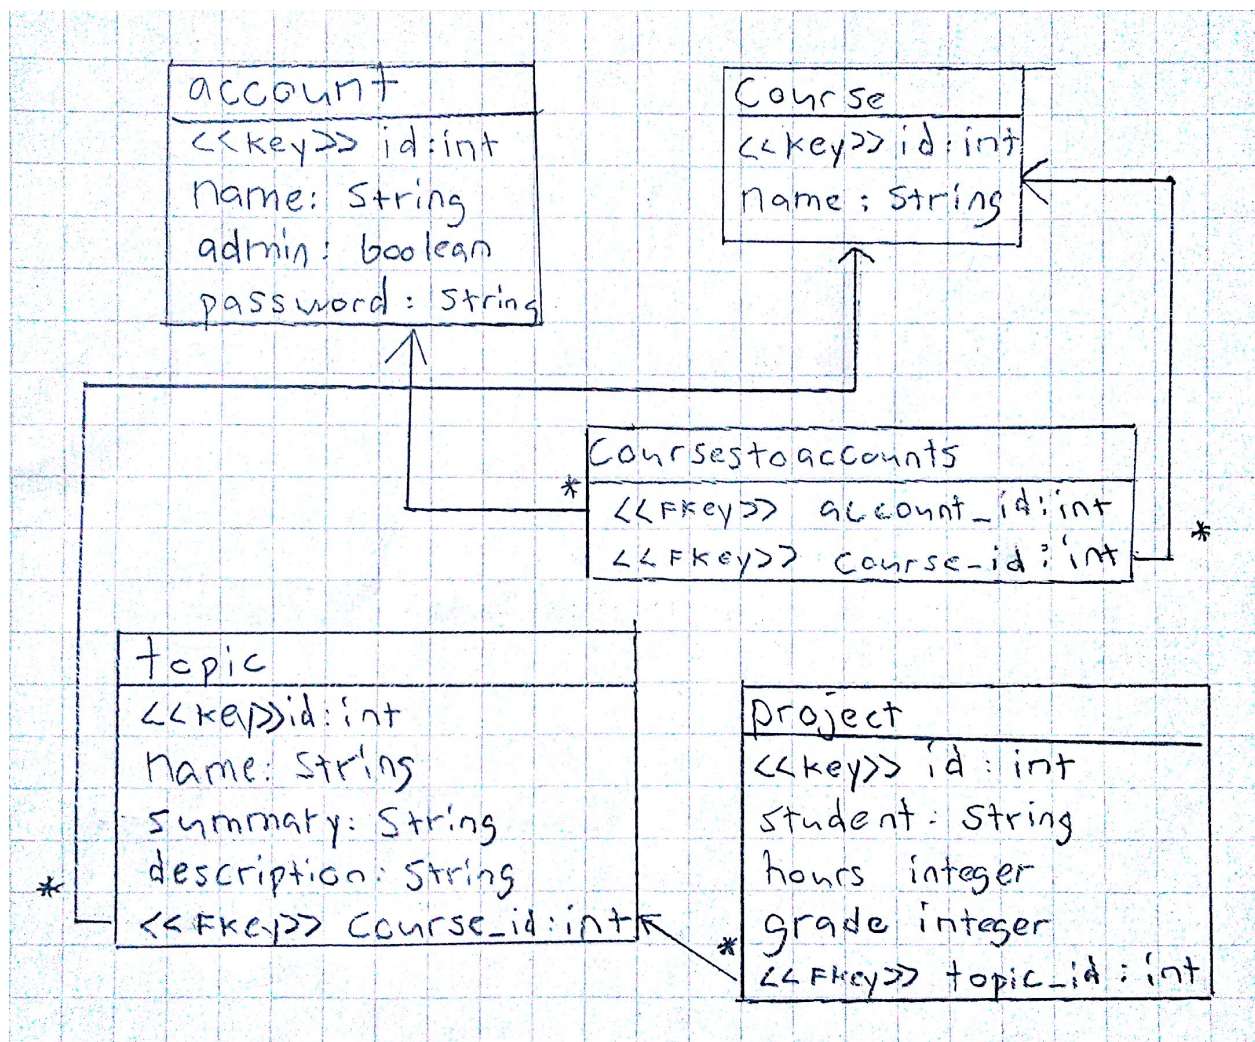 account
<<key>> id:int
name: String
admin: boolean
password: String
Course
<<key>> id:int
name: String
Coursestoaccounts
*
<<Fkey>> account_id:int
<<Fkey>> course_id:int
*
topic
<<key>>id:int
name: String
summary: String
description: String
*
<<Fkey>> course_id:int
project
<<key>> id: int
student: String
hours integer
grade integer
*
<<Fkey>> topic_id: int